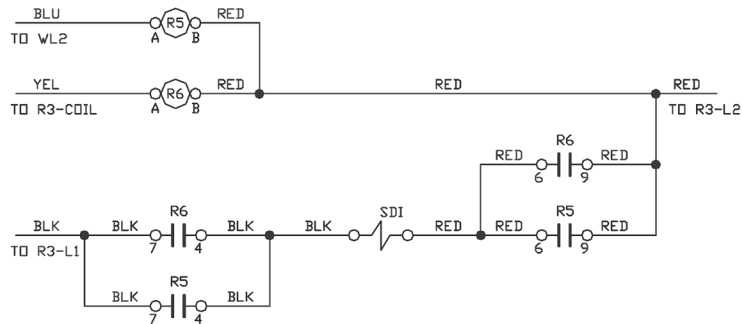 BLU R5 RED
TO WL2 A B
YEL R6 RED RED RED
TO R3-COIL A B TO R3-L2
R6
RED RED
6 9
R6 SDI R5
BLK BLK BLK BLK RED RED RED
TO R3-L1 7 4 6 9
R5
BLK BLK
7 4